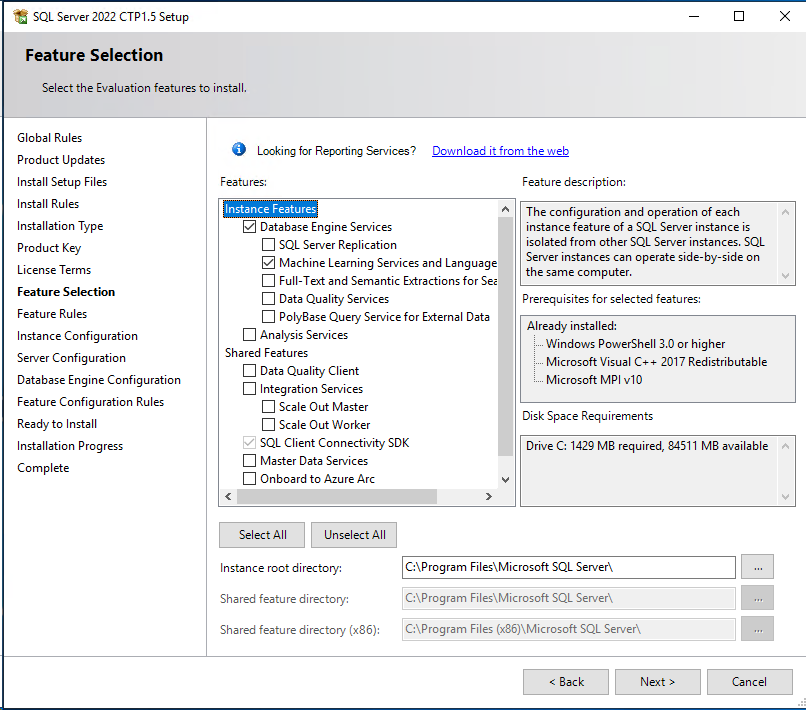 SQL Server 2022 CTP1.5 Setup
Feature Selection
Select the Evaluation features to install.
Global Rules
Product Updates
Install Setup Files
Install Rules
Installation Type
Product Key
License Terms
Feature Selection
Feature Rules
Instance Configuration
Server Configuration
Database Engine Configuration
Feature Configuration Rules
Ready to Install
Installation Progress
Complete
Looking for Reporting Services? Download it from the web
Features:
Instance Features
Database Engine Services
SQL Server Replication
Machine Learning Services and Language
Full-Text and Semantic Extractions for Sea
Data Quality Services
PolyBase Query Service for External Data
Analysis Services
Shared Features
Data Quality Client
Integration Services
Scale Out Master
Scale Out Worker
SQL Client Connectivity SDK
Master Data Services
Onboard to Azure Arc
Feature description:
The configuration and operation of each
instance feature of a SQL Server instance is
isolated from other SQL Server instances. SQL
Server instances can operate side-by-side on
the same computer.
Prerequisites for selected features:
Already installed:
Windows PowerShell 3.0 or higher
Microsoft Visual C++ 2017 Redistributable
Microsoft MPI v10
Disk Space Requirements
Drive C: 1429 MB required, 84511 MB available
Select All
Unselect All
Instance root directory: C:\Program Files\Microsoft SQL Server\ ...
Shared feature directory: C:\Program Files\Microsoft SQL Server\ ...
Shared feature directory (x86): C:\Program Files (x86)\Microsoft SQL Server\ ...
< Back
Next >
Cancel